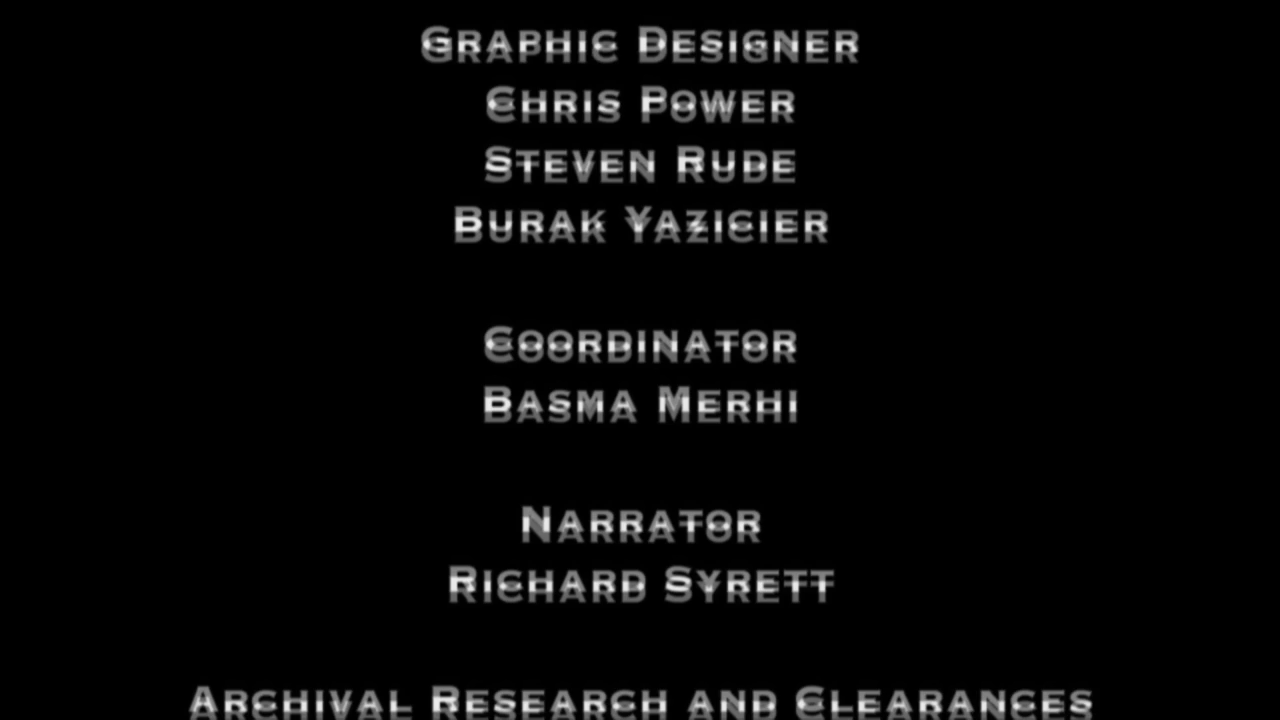 Graphic Designer
Chris Power
Steven Rude
Burak Yazicier
Coordinator
Basma Merhi
Narrator
Richard Syrett
Archival Research and Clearances